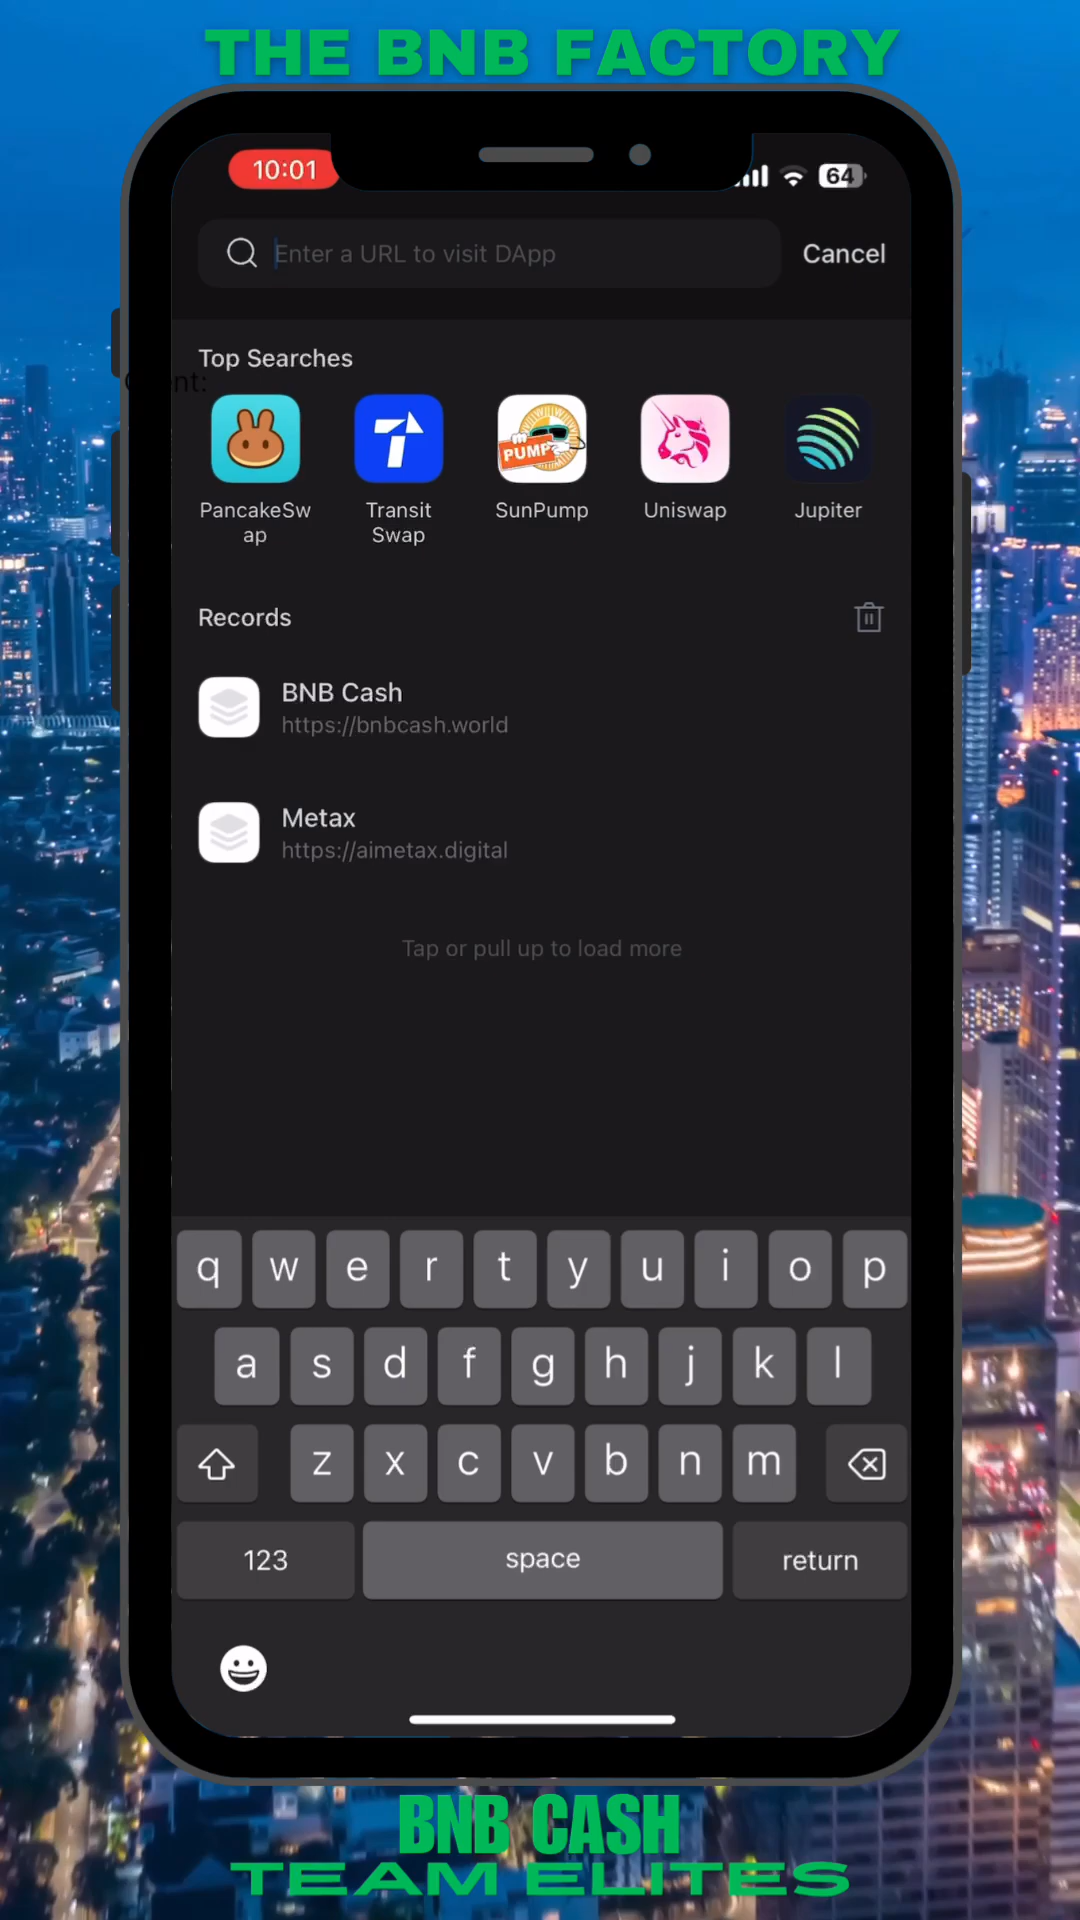 THE BNB FACTORY
10:01
64
Enter a URL to visit DApp
Cancel
Top Searches
PUMP
PancakeSw
ap
Transit
Swap
SunPump
Uniswap
Jupiter
Records
BNB Cash
https://bnbcash.world
Metax
https://aimetax.digital
Tap or pull up to load more
q w e r t y u i o p
a s d f g h j k l
z x c v b n m
123
space
return
BNB CASH
TEAM ELITES